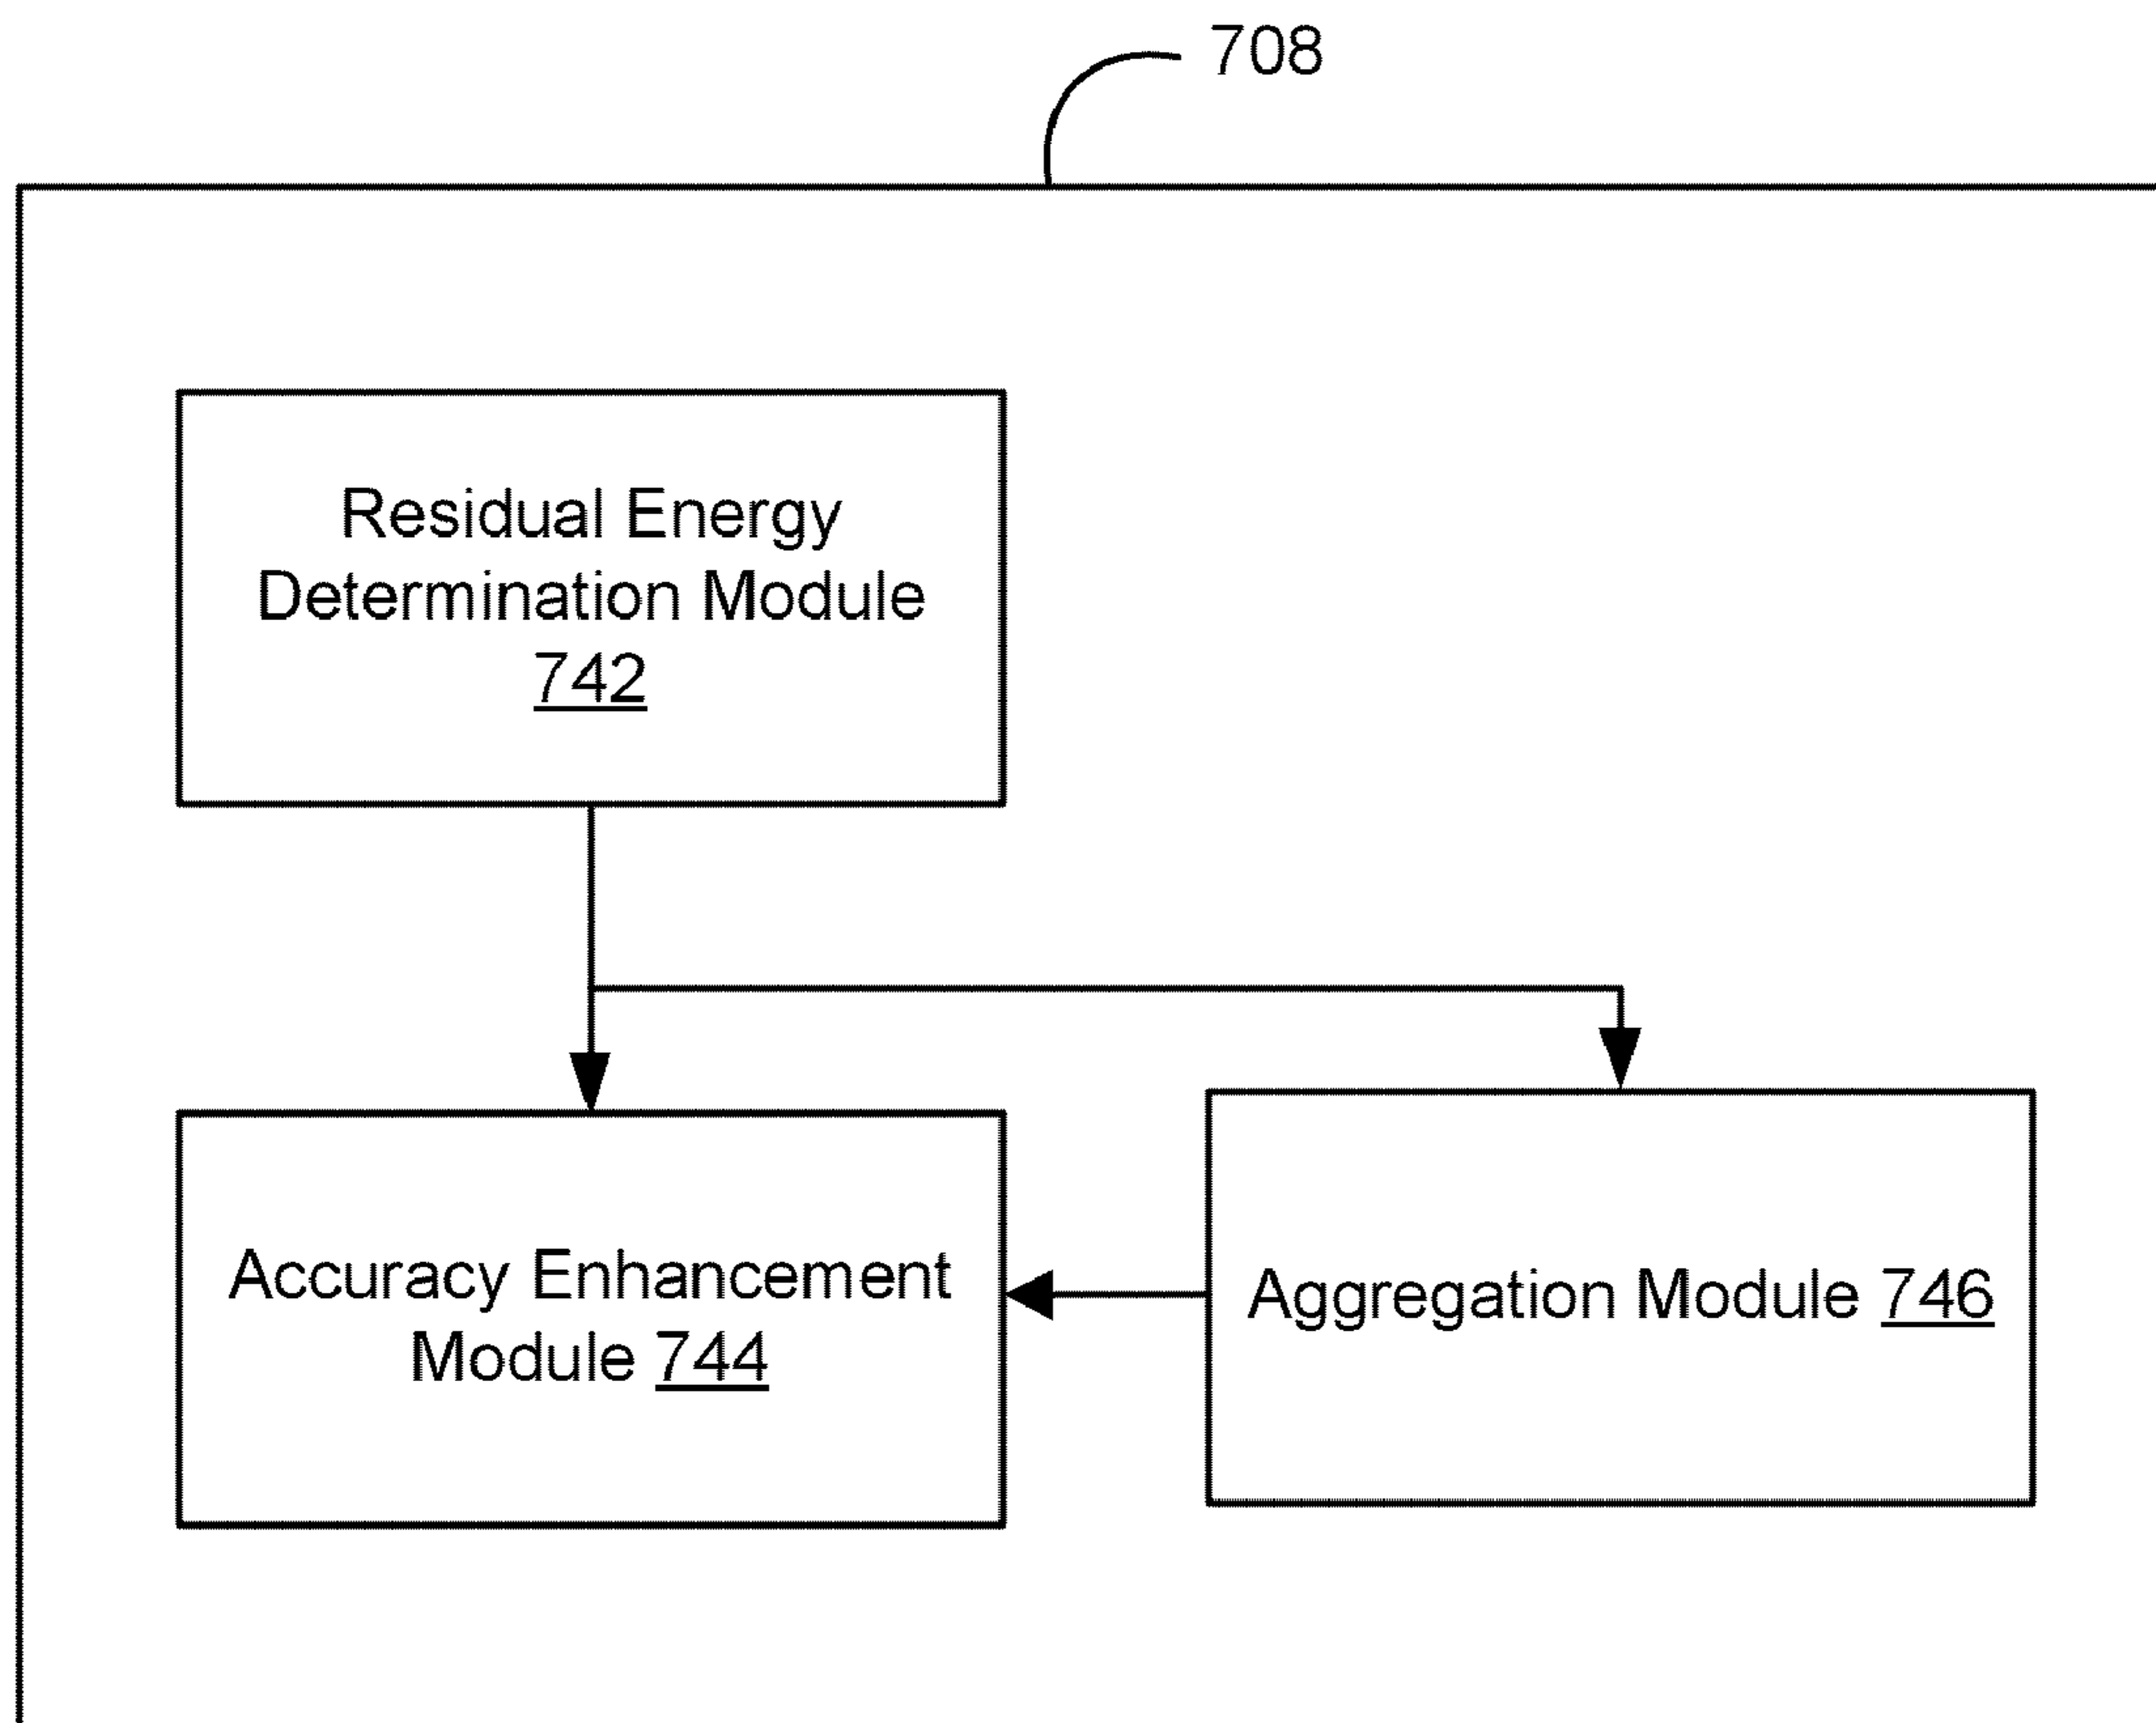 708
Residual Energy
Determination Module
742
Accuracy Enhancement
Module 744
Aggregation Module 746